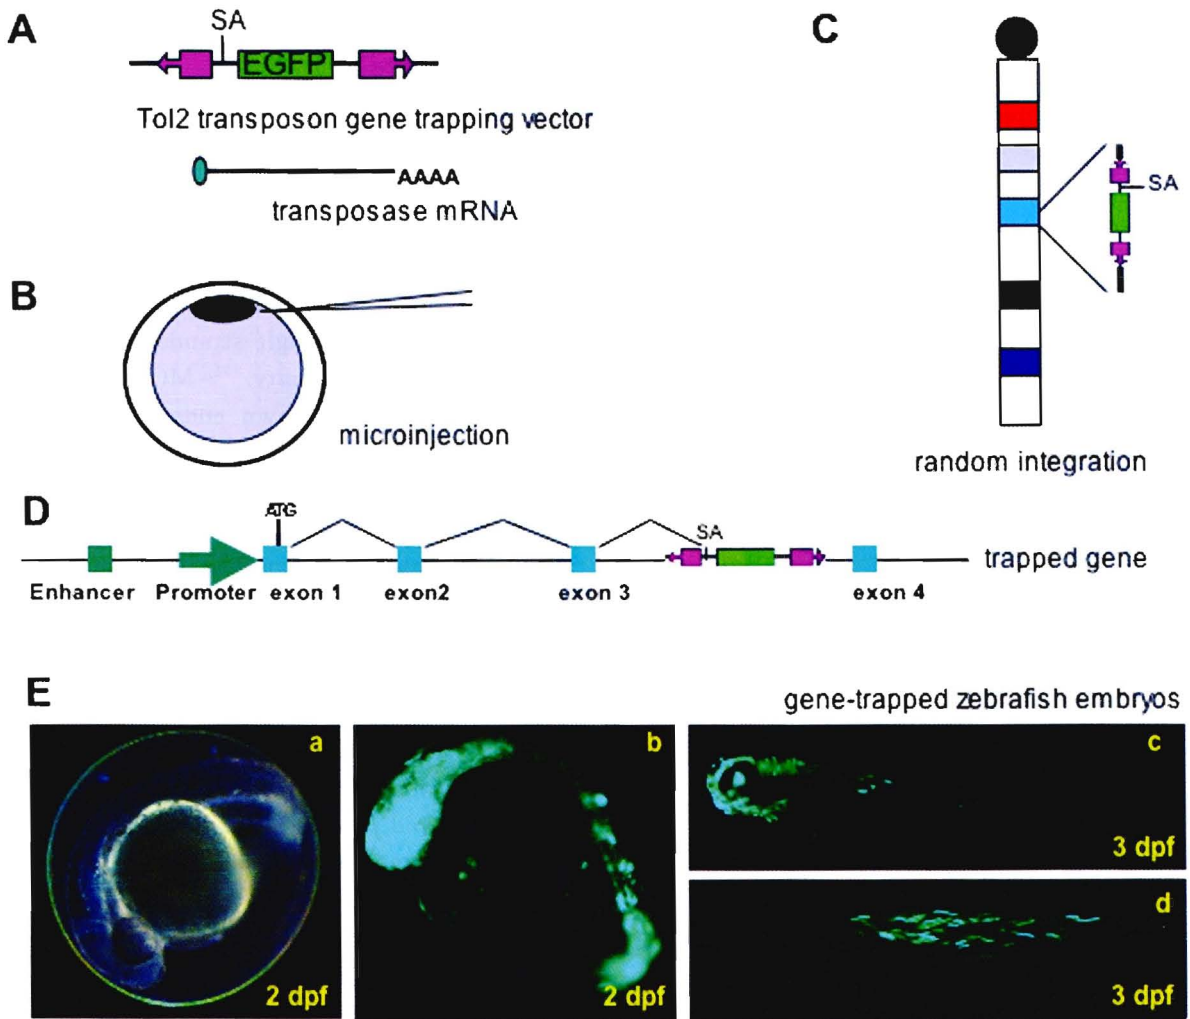 A
SA
EGFP
Tol2 transposon gene trapping vector
AAAA
transposase mRNA
B
microinjection
C
SA
random integration
D
ATG
SA
trapped gene
Enhancer Promoter exon 1 exon2 exon 3 exon 4
E
gene-trapped zebrafish embryos
a
2 dpf
b
2 dpf
c
3 dpf
d
3 dpf